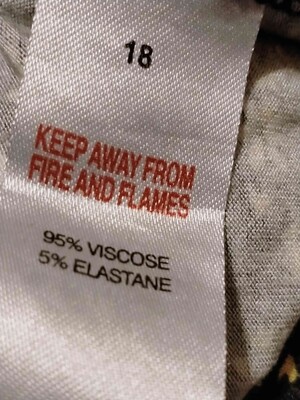 18
KEEP AWAY FROM
FIRE AND FLAMES
95% VISCOSE
5% ELASTANE